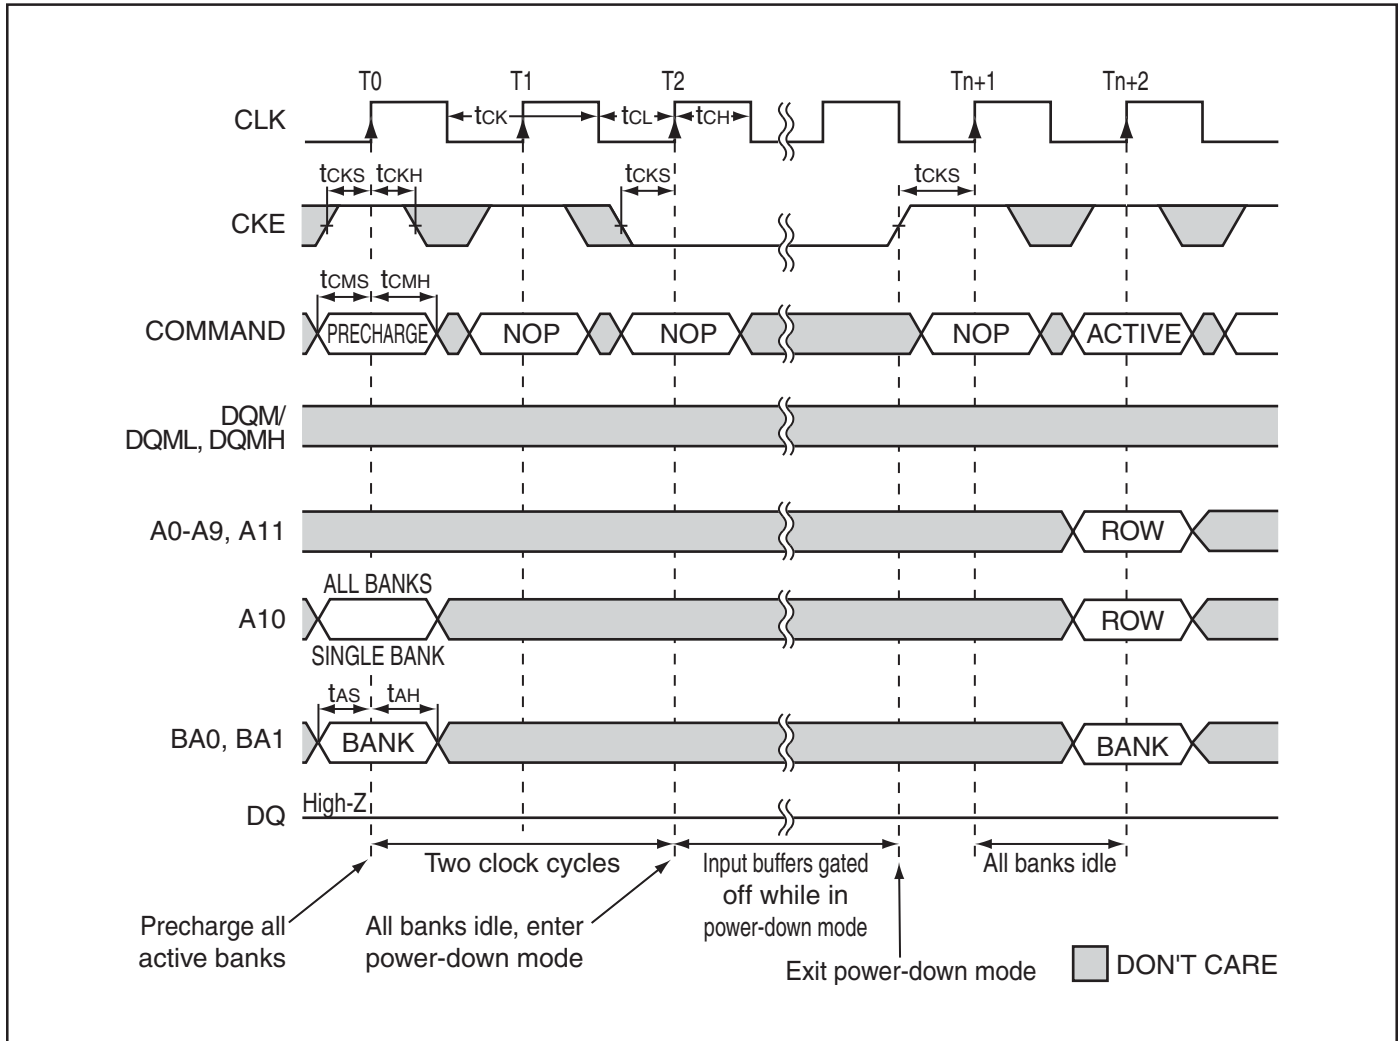 T0 T1 T2 Tn+1 Tn+2
CLK tCK tCL tCH
tCKS tCKH tCKS tCKS
CKE
tCMS tCMH
COMMAND PRECHARGE NOP NOP NOP ACTIVE
DQM/
DQML, DQMH
A0-A9, A11 ROW
ALL BANKS
A10 ROW
SINGLE BANK
tAS tAH
BA0, BA1 BANK BANK
DQ High-Z
Two clock cycles
Input buffers gated
off while in
power-down mode
All banks idle
Precharge all
active banks
All banks idle, enter
power-down mode
Exit power-down mode
DON'T CARE